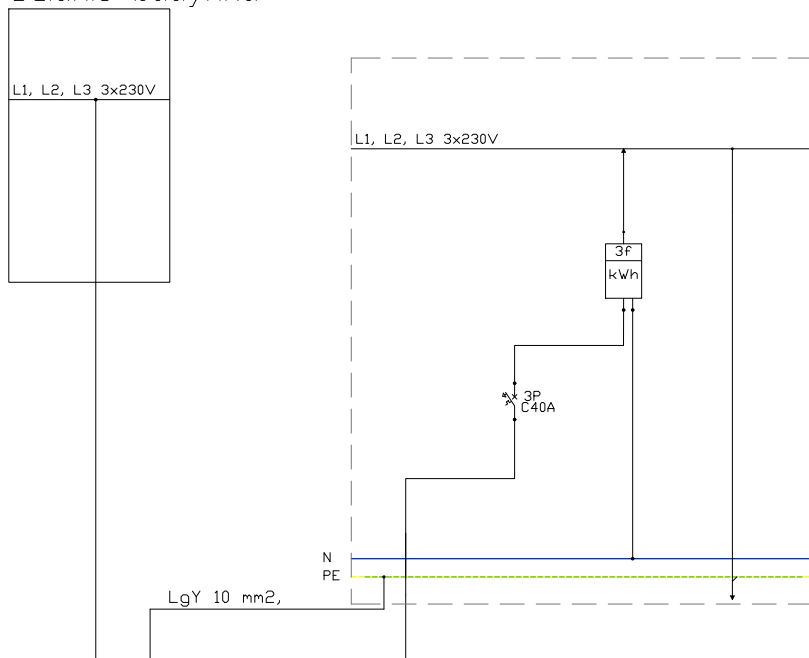 L1, L2, L3 3x230V
L1, L2, L3 3x230V
3f
kWh
3P
C40A
N
PE
LgY 10 mm2,